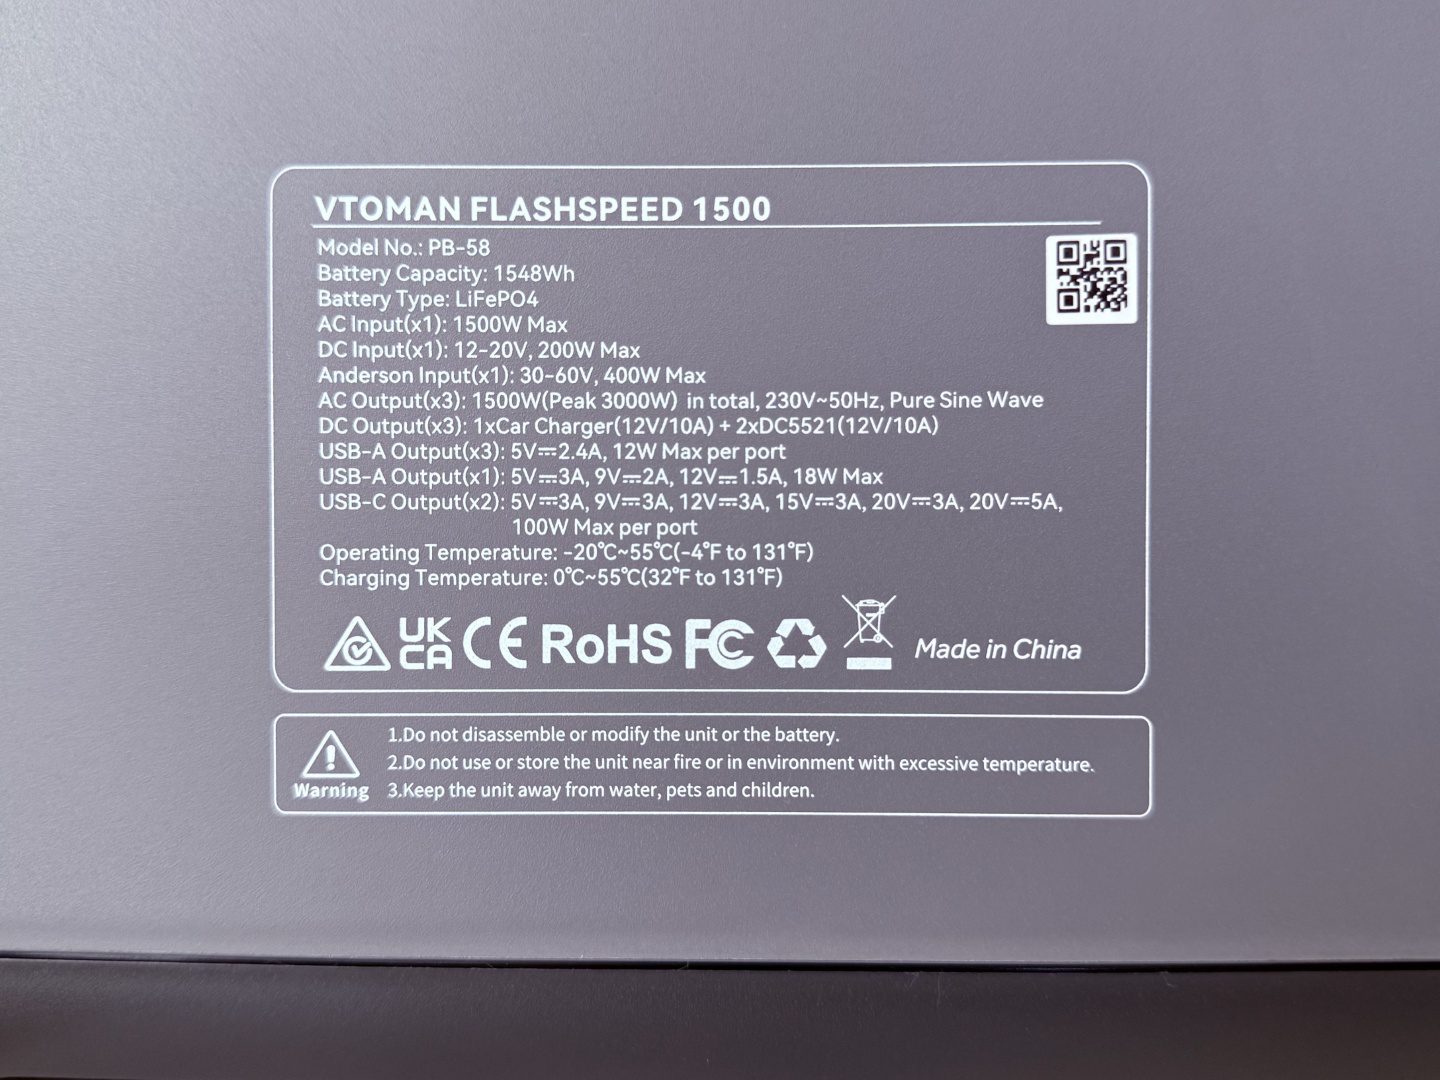 VTOMAN FLASHSPEED 1500
Model No.: PB-58
Battery Capacity: 1548Wh
Battery Type: LiFePO4
AC Input(x1): 1500W Max
DC Input(x1): 12-20V, 200W Max
Anderson Input(x1): 30-60V, 400W Max
AC Output(x3): 1500W(Peak 3000W) in total, 230V~50Hz, Pure Sine Wave
DC Output(x3): 1xCar Charger(12V/10A) + 2xDC5521(12V/10A)
USB-A Output(x3): 5V⎓2.4A, 12W Max per port
USB-A Output(x1): 5V⎓3A, 9V⎓2A, 12V⎓1.5A, 18W Max
USB-C Output(x2): 5V⎓3A, 9V⎓3A, 12V⎓3A, 15V⎓3A, 20V⎓3A, 20V⎓5A,
100W Max per port
Operating Temperature: -20℃~55℃(-4℉ to 131℉)
Charging Temperature: 0℃~55℃(32℉ to 131℉)
UK
CA CE RoHS FC Made in China
1.Do not disassemble or modify the unit or the battery.
2.Do not use or store the unit near fire or in environment with excessive temperature.
Warning 3.Keep the unit away from water, pets and children.